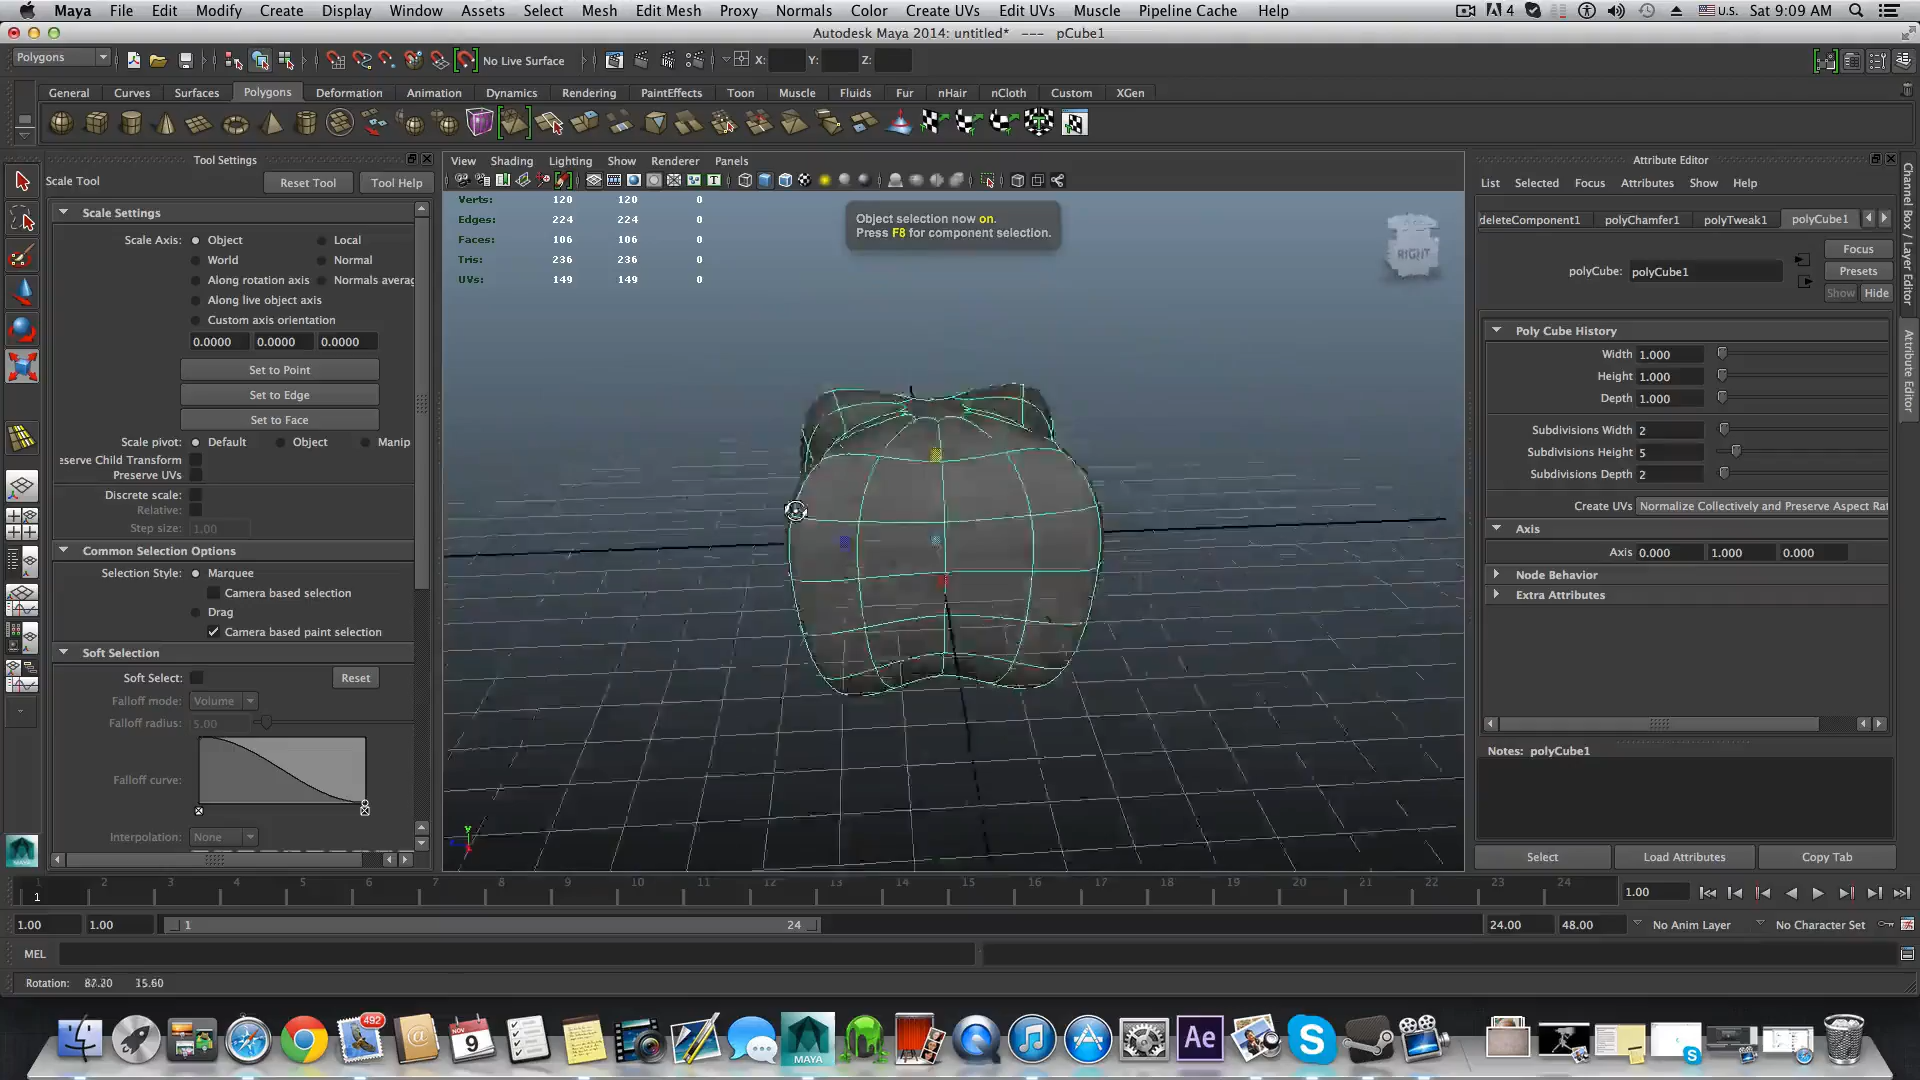 Maya File Edit Modify Create Display Window Assets Select Mesh Edit Mesh Proxy Normals Color Create UVs Edit UVs Muscle Pipeline Cache Help 4 U.S. Sat 9:09 AM
Autodesk Maya 2014: untitled* --- pCube1
Polygons No Live Surface X: Y: Z:
General Curves Surfaces Polygons Deformation Animation Dynamics Rendering PaintEffects Toon Muscle Fluids Fur nHair nCloth Custom XGen
Tool Settings
Scale Tool Reset Tool Tool Help
Scale Settings
Scale Axis: Object Local
World Normal
Along rotation axis Normals averag
Along live object axis
Custom axis orientation
0.0000 0.0000 0.0000
Set to Point
Set to Edge
Set to Face
Scale pivot: Default Object Manip
eserve Child Transform
Preserve UVs
Discrete scale:
Relative:
Step size: 1.00
Common Selection Options
Selection Style: Marquee
Camera based selection
Drag
Camera based paint selection
Soft Selection
Soft Select: Reset
Falloff mode: Volume
Falloff radius: 5.00
Falloff curve:
Interpolation: None
View Shading Lighting Show Renderer Panels
Verts: 120 120 0
Edges: 224 224 0
Faces: 106 106 0
Tris: 236 236 0
UVs: 149 149 0
Object selection now on.
Press F8 for component selection.
RIGHT
y
Attribute Editor
List Selected Focus Attributes Show Help
deleteComponent1 polyChamfer1 polyTweak1 polyCube1
polyCube: polyCube1
Focus
Presets
Show Hide
Poly Cube History
Width 1.000
Height 1.000
Depth 1.000
Subdivisions Width 2
Subdivisions Height 5
Subdivisions Depth 2
Create UVs Normalize Collectively and Preserve Aspect Rat
Axis
Axis 0.000 1.000 0.000
Node Behavior
Extra Attributes
Notes: polyCube1
Select Load Attributes Copy Tab
Channel Box / Layer Editor
Attribute Editor
1 2 3 4 5 6 7 8 9 10 11 12 13 14 15 16 17 18 19 20 21 22 23 24
1 1.00
1.00 1.00 1 24 24.00 48.00 No Anim Layer No Character Set
MEL
Rotation: 15.60
492
NOV
9
MAYA
Ae